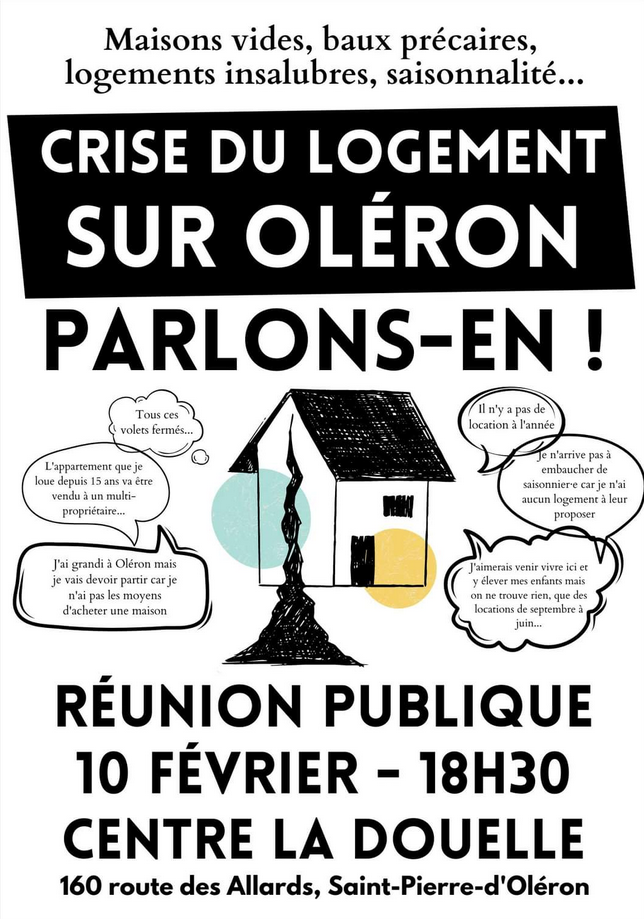 Maisons vides, baux précaires,
logements insalubres, saisonnalité...
CRISE DU LOGEMENT
SUR OLÉRON
PARLONS-EN !
Tous ces
volets fermés...
L'appartement que je
loue depuis 15 ans va être
vendu à un multi-
propriétaire...
J'ai grandi à Oléron mais
je vais devoir partir car je
n'ai pas les moyens
d'acheter une maison
Il n'y a pas de
location à l'année
Je n'arrive pas à
embaucher de
saisonnier·e car je n'ai
aucun logement à leur
proposer
J'aimerais venir vivre ici et
y élever mes enfants mais
on ne trouve rien, que des
locations de septembre à
juin...
RÉUNION PUBLIQUE
10 FÉVRIER - 18H30
CENTRE LA DOUELLE
160 route des Allards, Saint-Pierre-d'Oléron